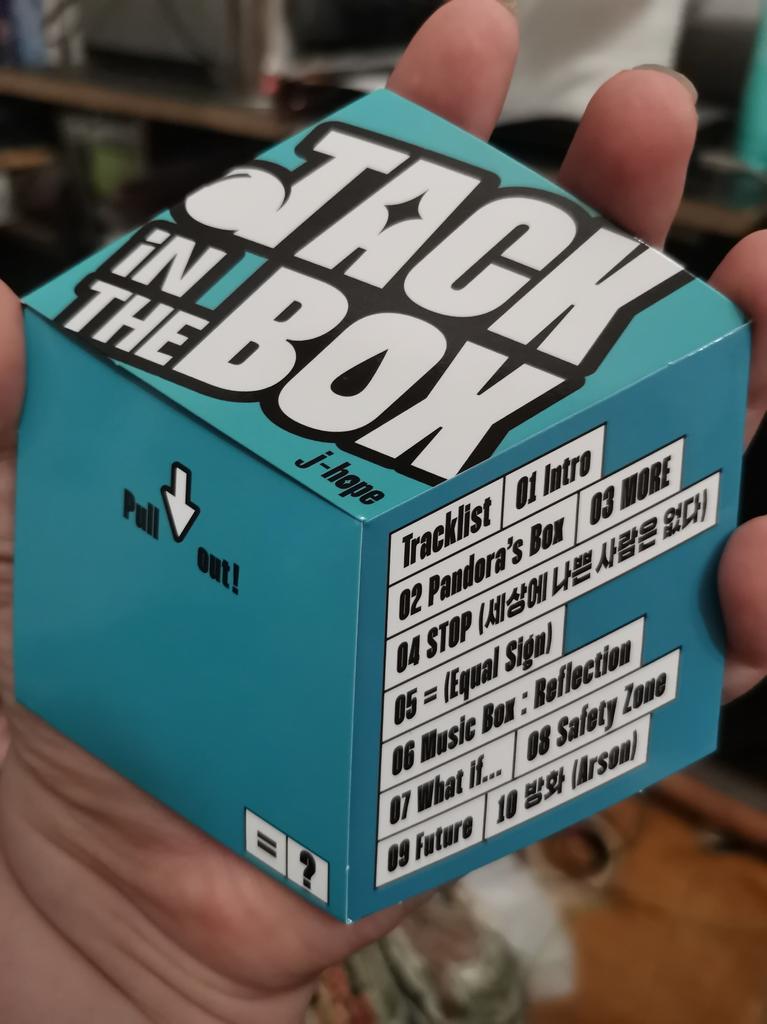 JACK
iN THE BOX
j-hope
Pull out!
= ?
Tracklist 01 Intro
02 Pandora's Box 03 MORE
04 STOP (세상에 나쁜 사람은 없다)
05 = (Equal Sign)
06 Music Box : Reflection
07 What if... 08 Safety Zone
09 Future 10 방화 (Arson)